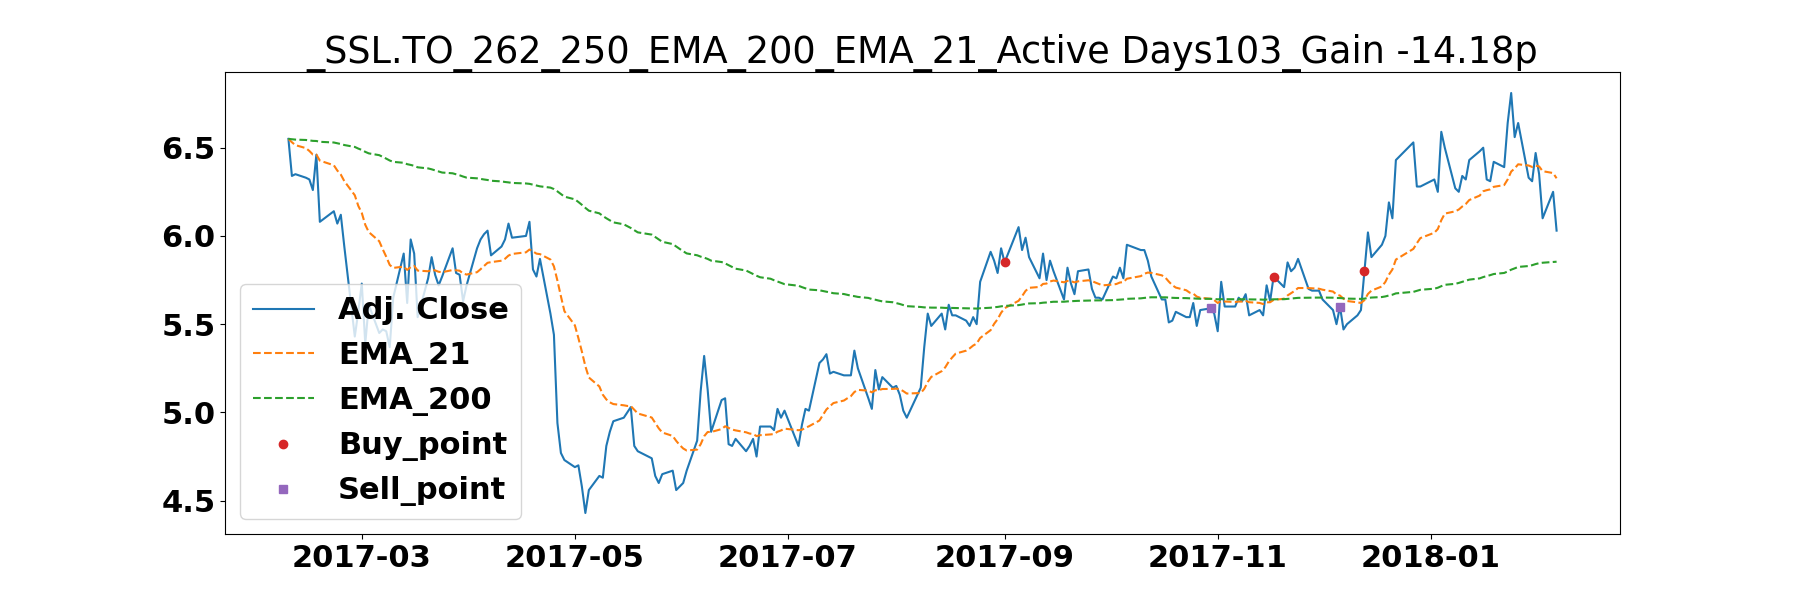 _SSL.TO_262_250_EMA_200_EMA_21_Active Days103_Gain -14.18p
6.5
6.0
5.5
5.0
4.5
Adj. Close
EMA_21
EMA_200
Buy_point
Sell_point
2017-03 2017-05 2017-07 2017-09 2017-11 2018-01